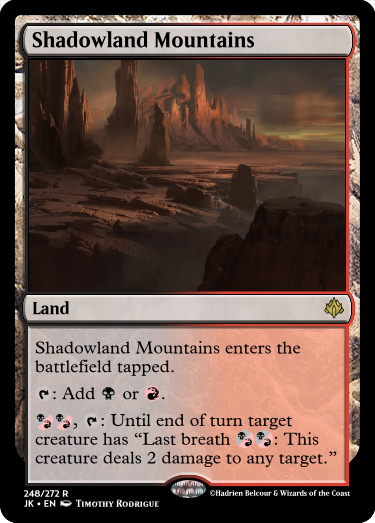 Shadowland Mountains
Land
Shadowland Mountains enters the
battlefield tapped.
: Add or .
, : Until end of turn target
creature has “Last breath : This
creature deals 2 damage to any target.”
248/272 R
JK • EN Timothy Rodrigue
©Hadrien Belcour & Wizards of the Coast